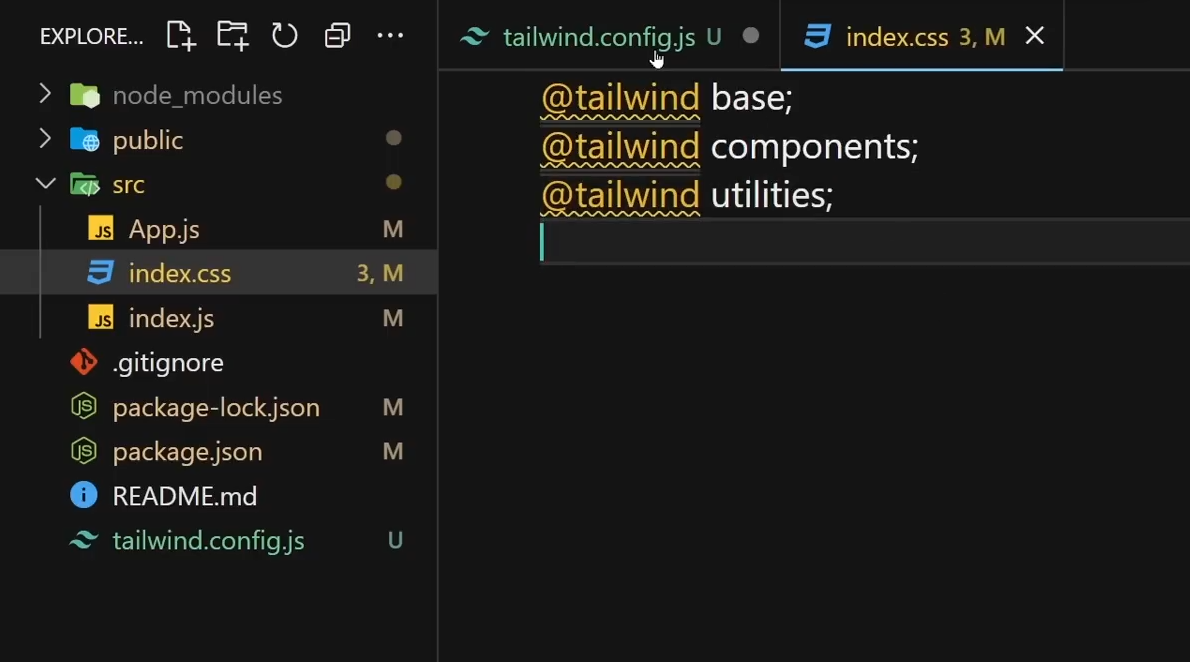 EXPLORE...
tailwind.config.js U
index.css 3, M
node_modules
public
src
App.js M
index.css 3, M
index.js M
.gitignore
package-lock.json M
package.json M
README.md
tailwind.config.js U
@tailwind base;
@tailwind components;
@tailwind utilities;